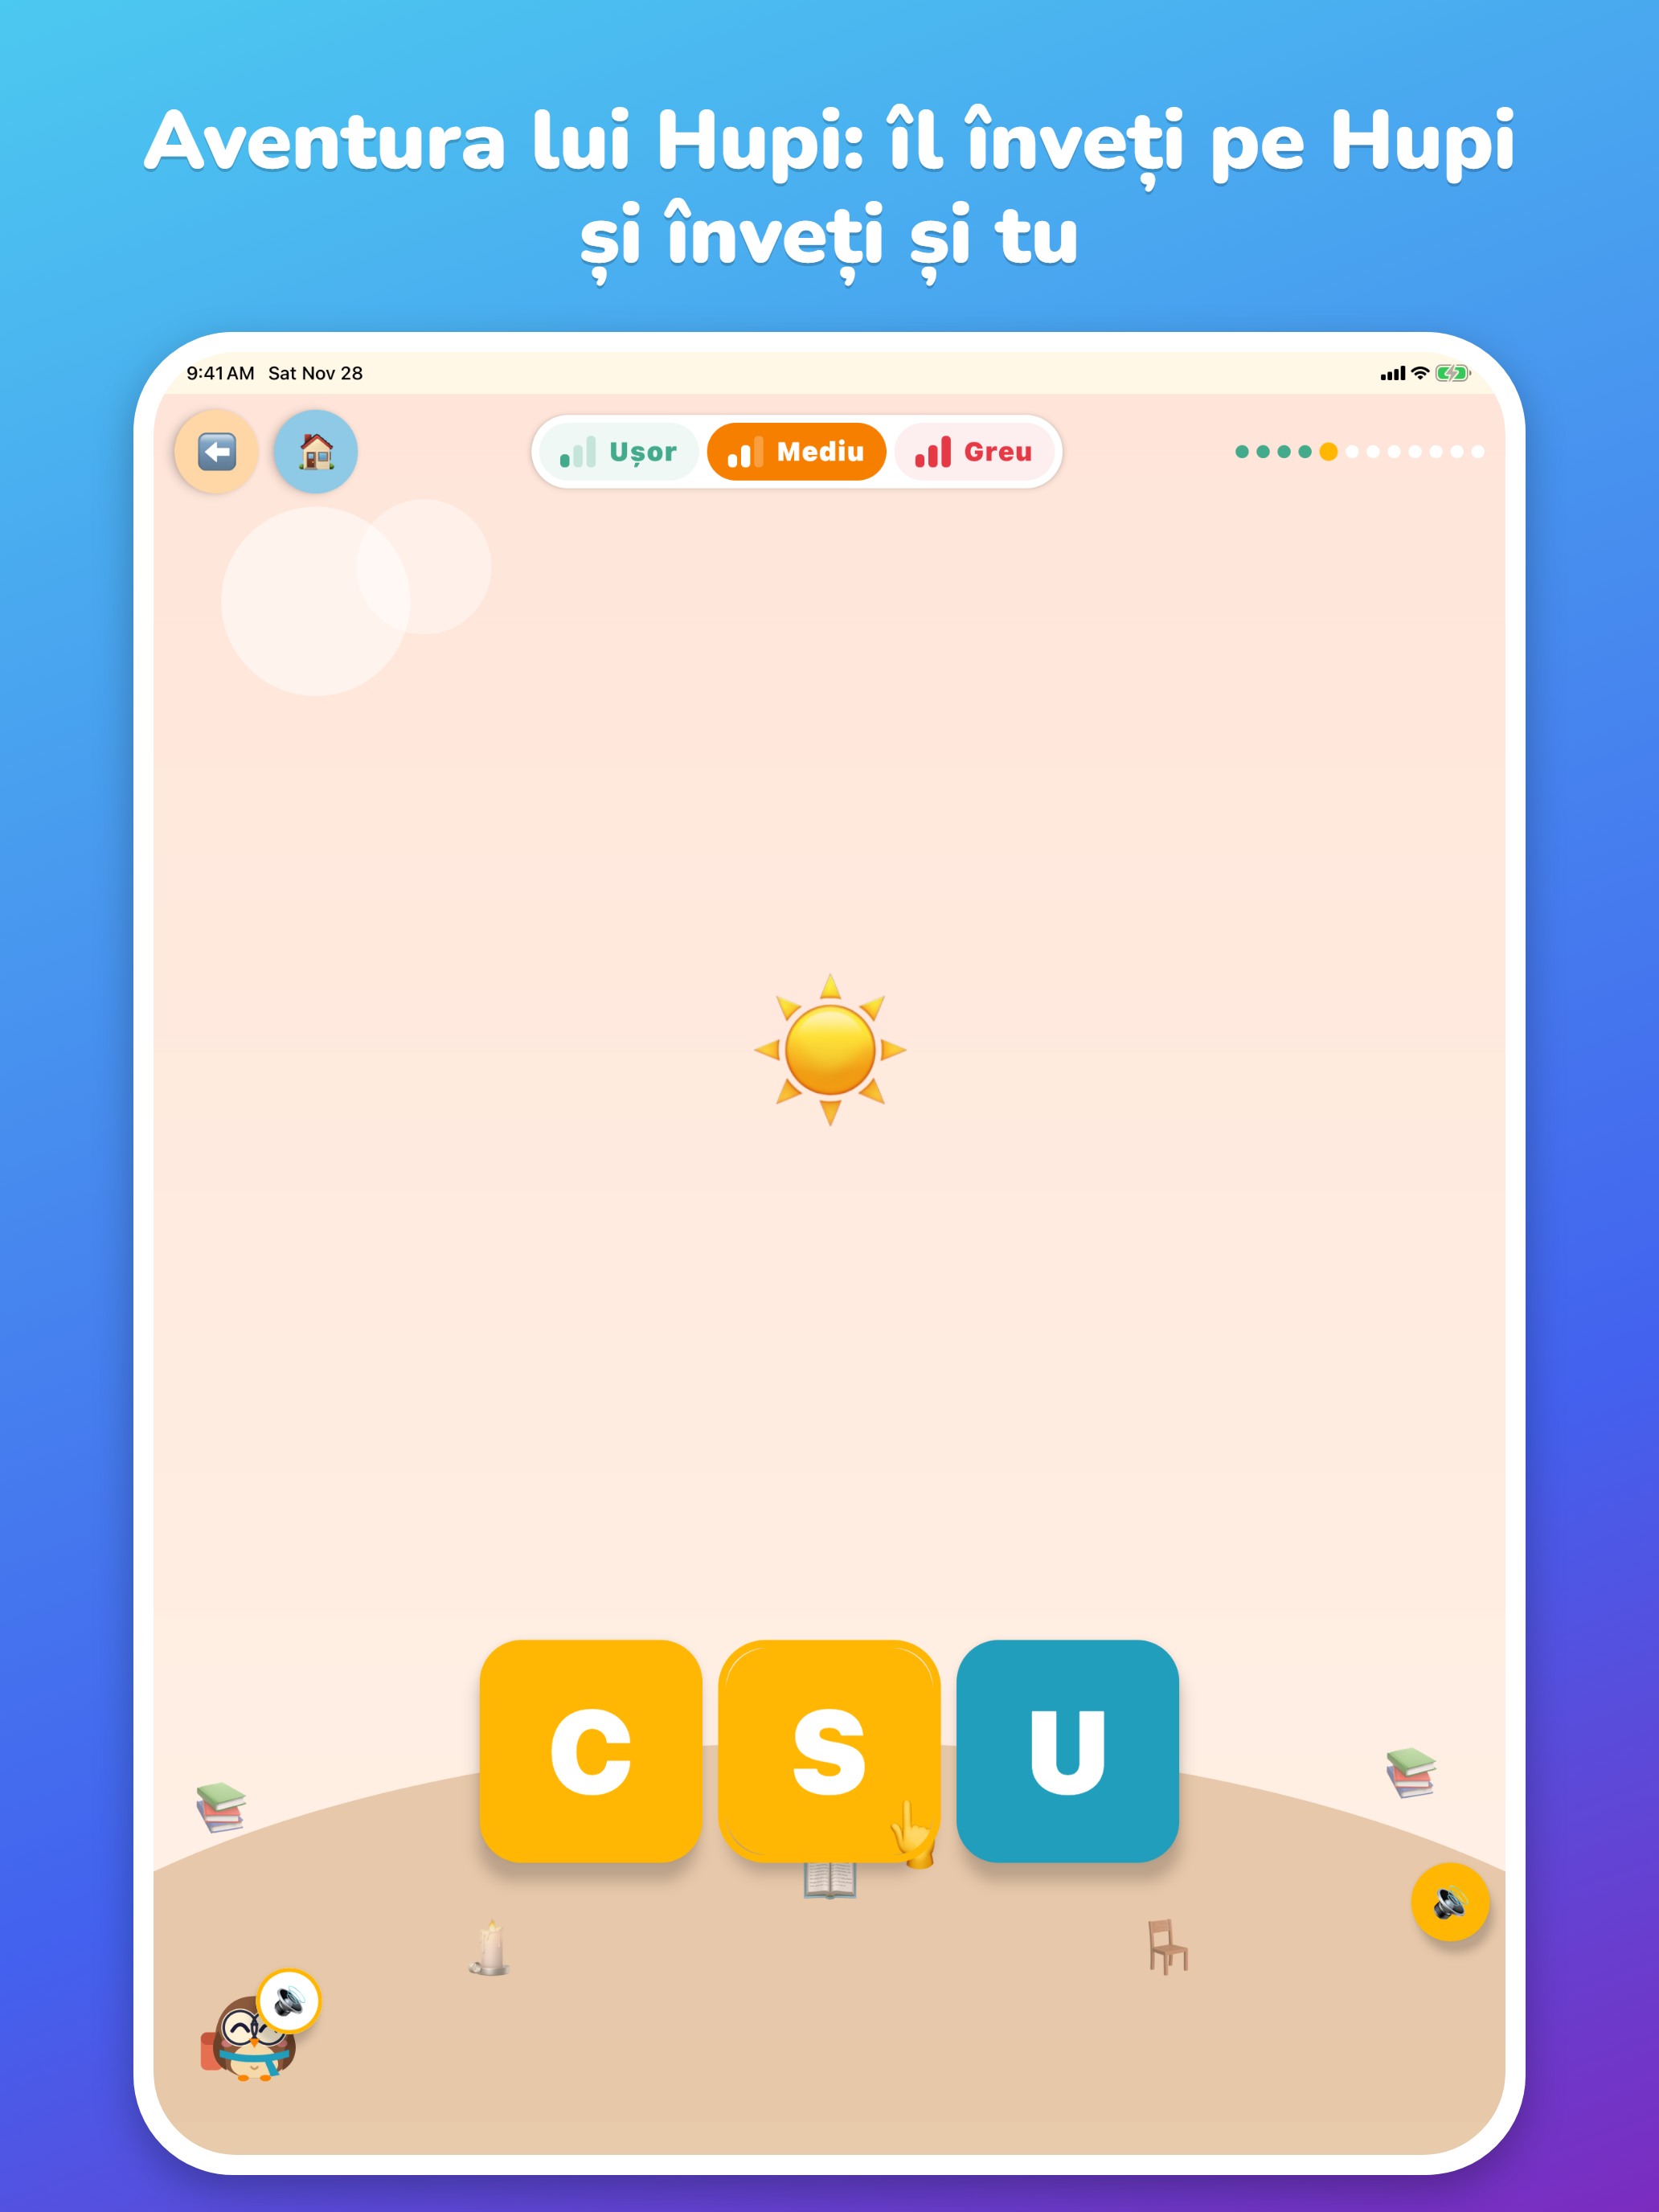 Aventura lui Hupi: îl înveți pe Hupi
și înveți și tu
9:41 AM Sat Nov 28
Ușor Mediu Greu
C S U